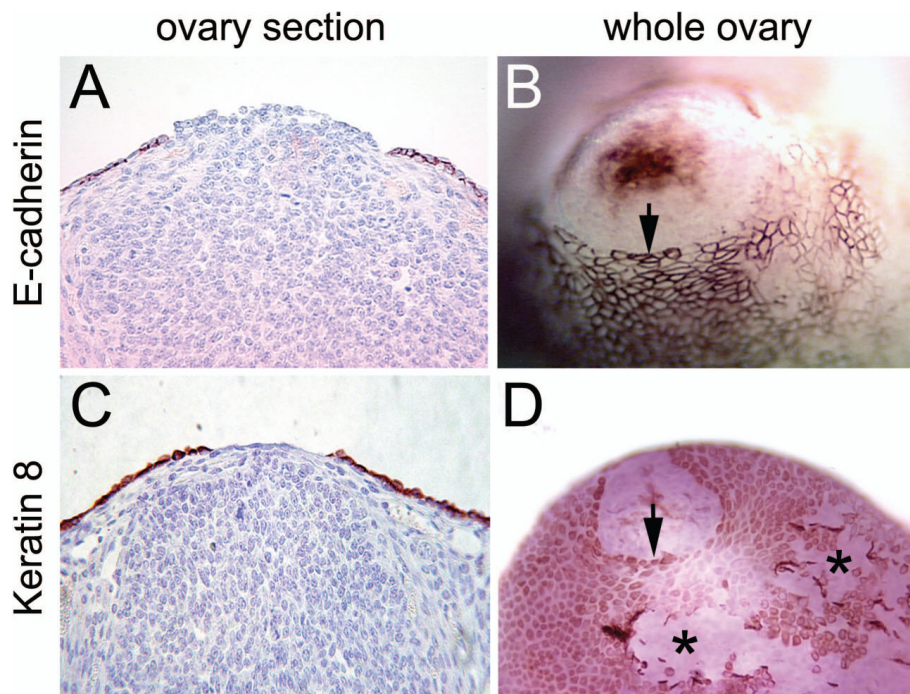 ovary section
whole ovary
E-cadherin
A
B
Keratin 8
C
D
*
*